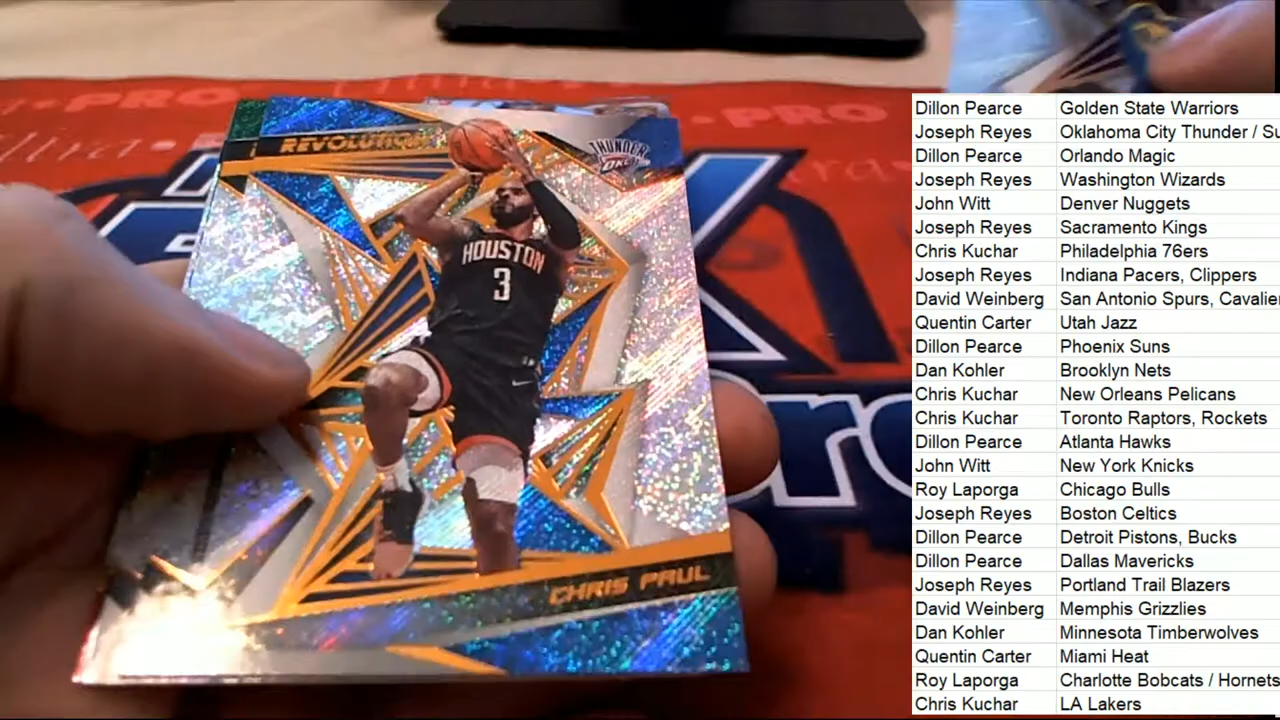 PRO
PRO
REVOLUTION
THUNDER
OKC
HOUSTON
3
CHRIS PAUL
Dillon Pearce Golden State Warriors
Joseph Reyes Oklahoma City Thunder / Su
Dillon Pearce Orlando Magic
Joseph Reyes Washington Wizards
John Witt Denver Nuggets
Joseph Reyes Sacramento Kings
Chris Kuchar Philadelphia 76ers
Joseph Reyes Indiana Pacers, Clippers
David Weinberg San Antonio Spurs, Cavalie
Quentin Carter Utah Jazz
Dillon Pearce Phoenix Suns
Dan Kohler Brooklyn Nets
Chris Kuchar New Orleans Pelicans
Chris Kuchar Toronto Raptors, Rockets
Dillon Pearce Atlanta Hawks
John Witt New York Knicks
Roy Laporga Chicago Bulls
Joseph Reyes Boston Celtics
Dillon Pearce Detroit Pistons, Bucks
Dillon Pearce Dallas Mavericks
Joseph Reyes Portland Trail Blazers
David Weinberg Memphis Grizzlies
Dan Kohler Minnesota Timberwolves
Quentin Carter Miami Heat
Roy Laporga Charlotte Bobcats / Hornets
Chris Kuchar LA Lakers